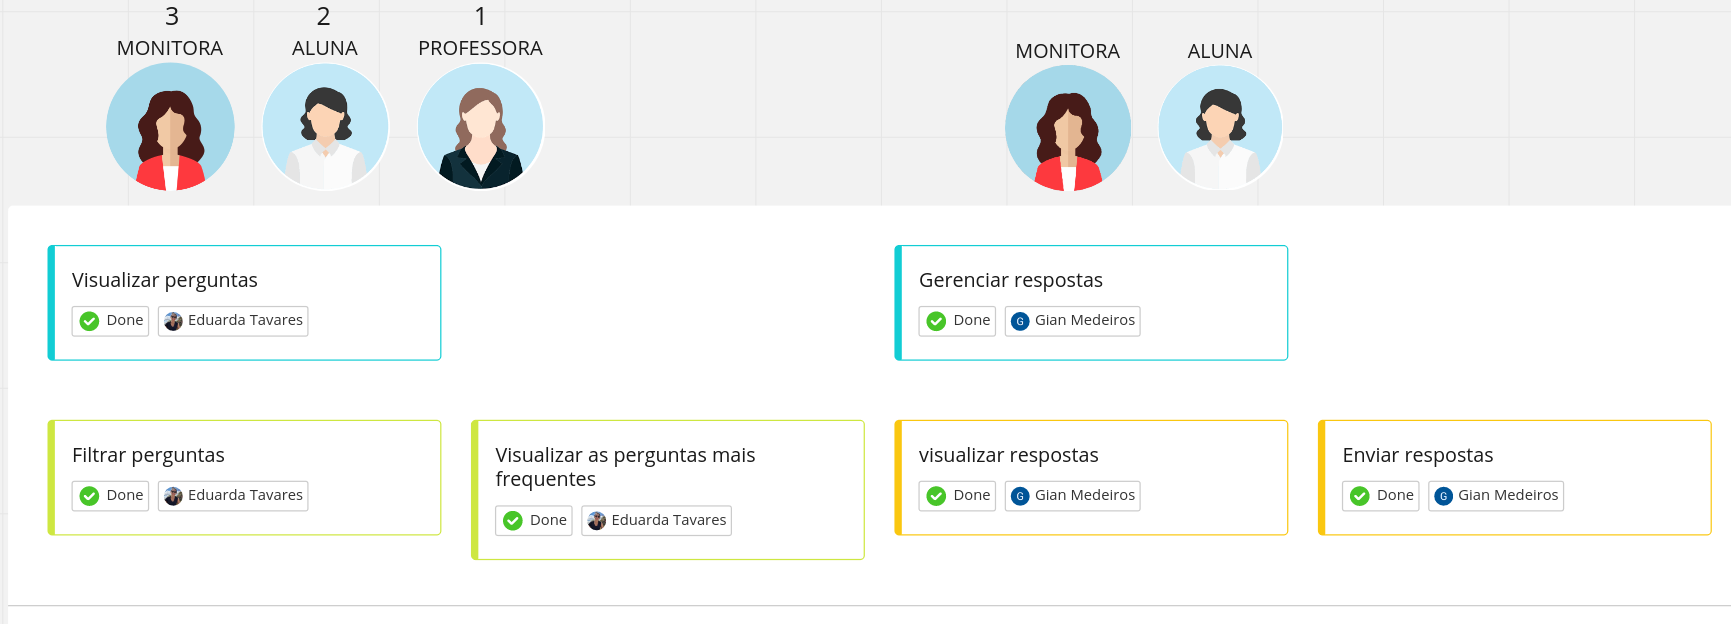 3 2 1
MONITORA ALUNA PROFESSORA MONITORA ALUNA
Visualizar perguntas
Done Eduarda Tavares
Gerenciar respostas
Done G Gian Medeiros
Filtrar perguntas
Done Eduarda Tavares
Visualizar as perguntas mais
frequentes
Done Eduarda Tavares
visualizar respostas
Done G Gian Medeiros
Enviar respostas
Done G Gian Medeiros